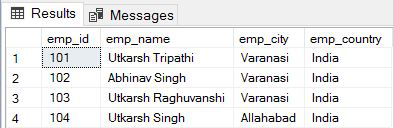 Results Messages
emp_id emp_name emp_city emp_country
1 101 Utkarsh Tripathi Varanasi India
2 102 Abhinav Singh Varanasi India
3 103 Utkarsh Raghuvanshi Varanasi India
4 104 Utkarsh Singh Allahabad India